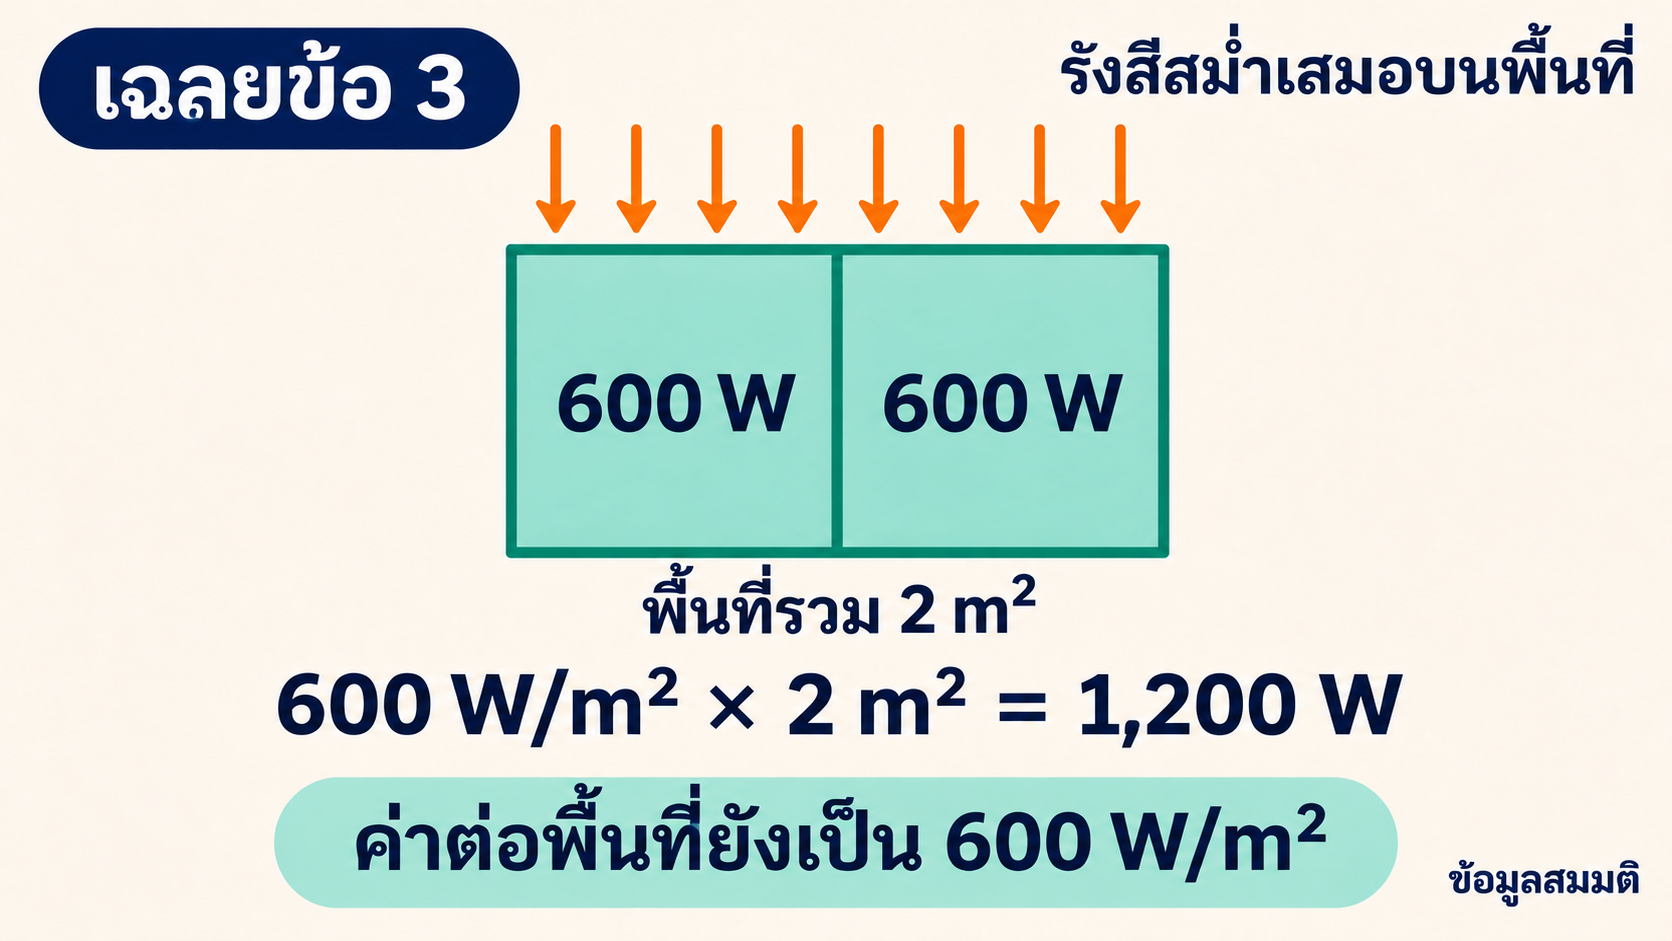 เฉลยข้อ 3
รังสีสม่ำเสมอบนพื้นที่
600 W
600 W
พื้นที่รวม 2 m²
600 W/m² × 2 m² = 1,200 W
ค่าต่อพื้นที่ยังเป็น 600 W/m²
ข้อมูลสมมติ